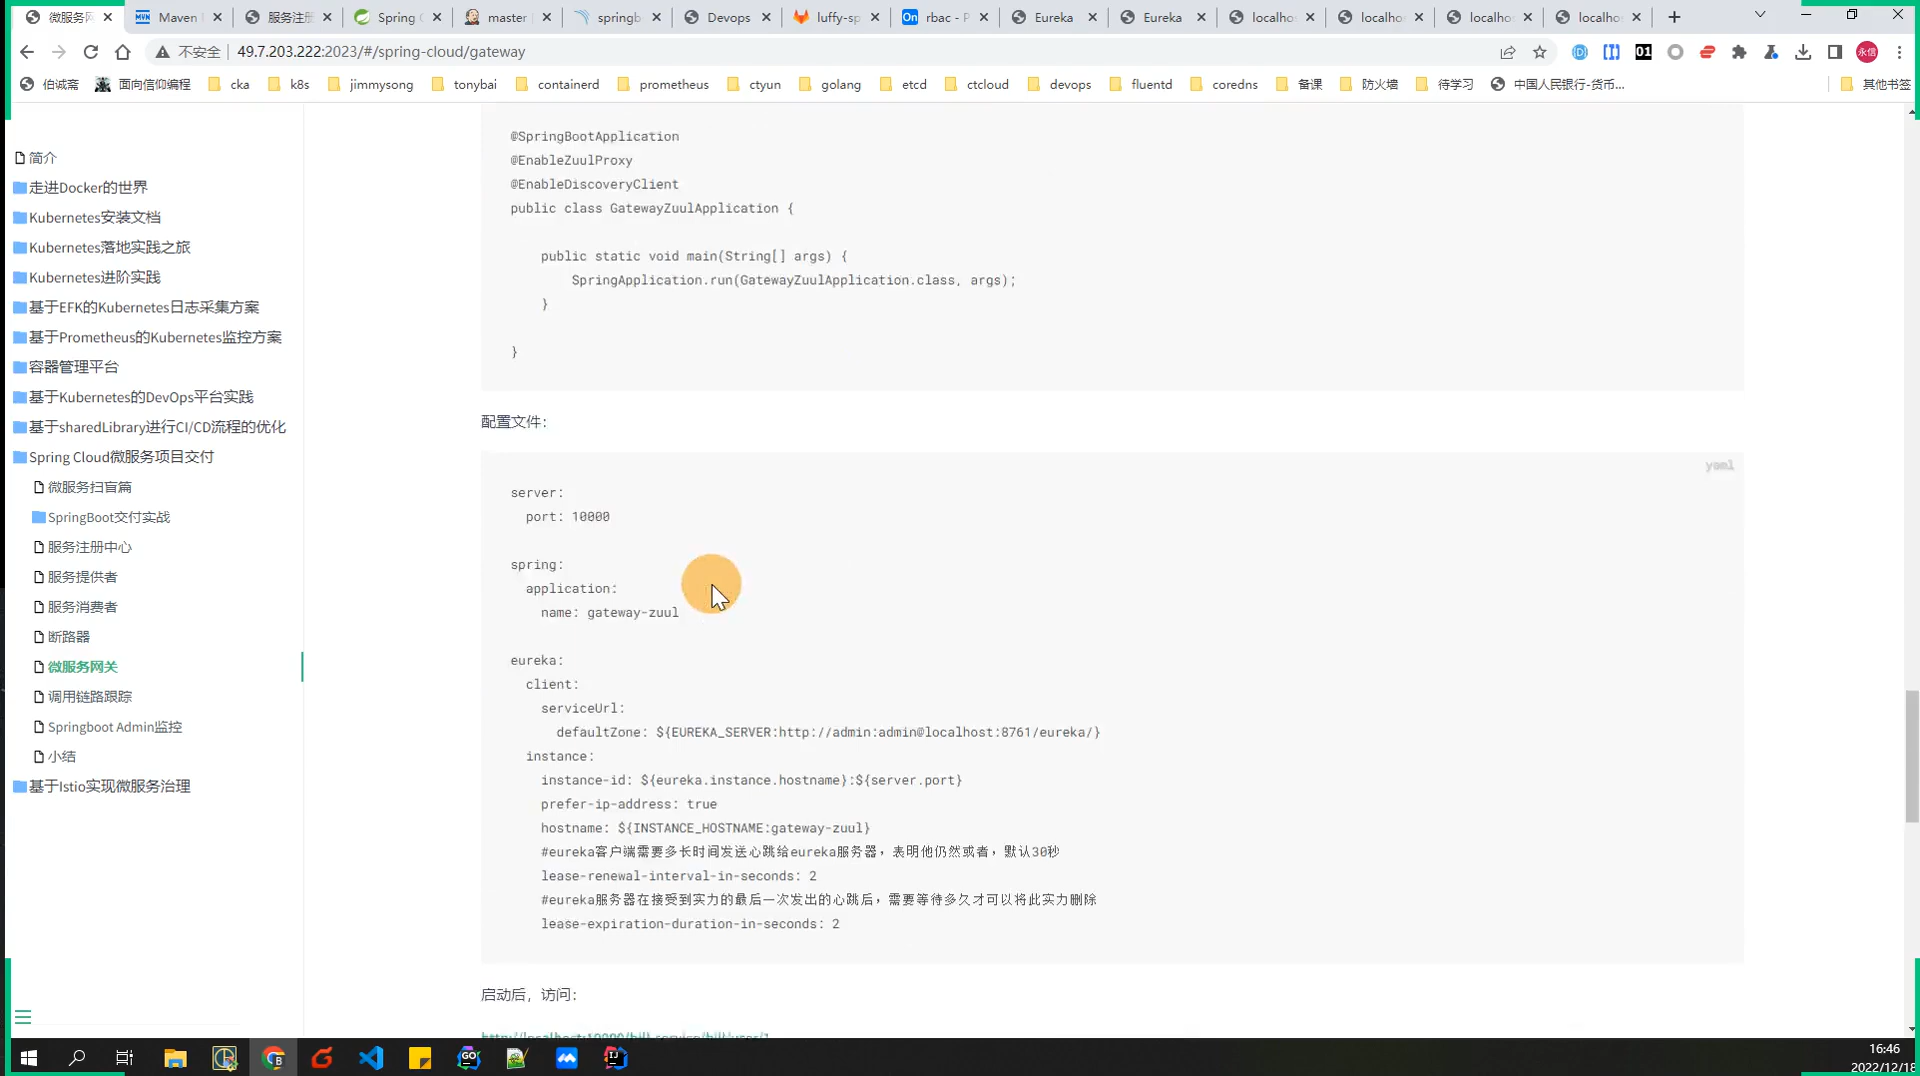 微服务网
Maven
服务注册
Spring C
master
springb
Devops
luffy-sp
On
rbac - P
Eureka
Eureka
localho
localho
localho
localho
不安全
49.7.203.222:2023/#/spring-cloud/gateway
01
永信
伯诚斋
面向信仰编程
cka
k8s
jimmysong
tonybai
containerd
prometheus
ctyun
golang
etcd
ctcloud
devops
fluentd
coredns
备课
防火墙
待学习
中国人民银行-货币...
其他书签
简介
走进Docker的世界
Kubernetes安装文档
Kubernetes落地实践之旅
Kubernetes进阶实践
基于EFK的Kubernetes日志采集方案
基于Prometheus的Kubernetes监控方案
容器管理平台
基于Kubernetes的DevOps平台实践
基于sharedLibrary进行CI/CD流程的优化
Spring Cloud微服务项目交付
微服务扫盲篇
SpringBoot交付实战
服务注册中心
服务提供者
服务消费者
断路器
微服务网关
调用链路跟踪
Springboot Admin监控
小结
基于Istio实现微服务治理
@SpringBootApplication
@EnableZuulProxy
@EnableDiscoveryClient
public class GatewayZuulApplication {
public static void main(String[] args) {
SpringApplication.run(GatewayZuulApplication.class, args);
}
}
配置文件：
yaml
server:
port: 10000
spring:
application:
name: gateway-zuul
eureka:
client:
serviceUrl:
defaultZone: ${EUREKA_SERVER:http://admin:admin@localhost:8761/eureka/}
instance:
instance-id: ${eureka.instance.hostname}:${server.port}
prefer-ip-address: true
hostname: ${INSTANCE_HOSTNAME:gateway-zuul}
#eureka客户端需要多长时间发送心跳给eureka服务器，表明他仍然或者，默认30秒
lease-renewal-interval-in-seconds: 2
#eureka服务器在接受到实力的最后一次发出的心跳后，需要等待多久才可以将此实力删除
lease-expiration-duration-in-seconds: 2
启动后，访问：
http://localhost:10000/bill-service/bill/user/1
16:46
2022/12/18